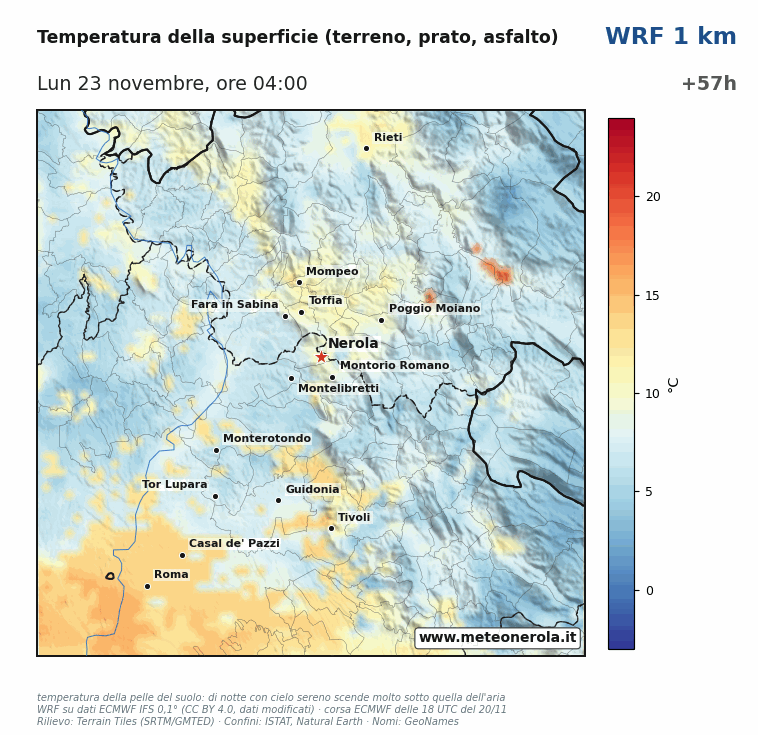 Temperatura della superficie (terreno, prato, asfalto)
WRF 1 km
Lun 23 novembre, ore 04:00
+57h
Rieti
Mompeo
Fara in Sabina
Toffia
Poggio Moiano
Nerola
Montorio Romano
Montelibretti
Monterotondo
Tor Lupara
Guidonia
Tivoli
Casal de' Pazzi
Roma
www.meteonerola.it
20
15
10
5
0
°C
temperatura della pelle del suolo: di notte con cielo sereno scende molto sotto quella dell'aria
WRF su dati ECMWF IFS 0,1° (CC BY 4.0, dati modificati) · corsa ECMWF delle 18 UTC del 20/11
Rilievo: Terrain Tiles (SRTM/GMTED) · Confini: ISTAT, Natural Earth · Nomi: GeoNames